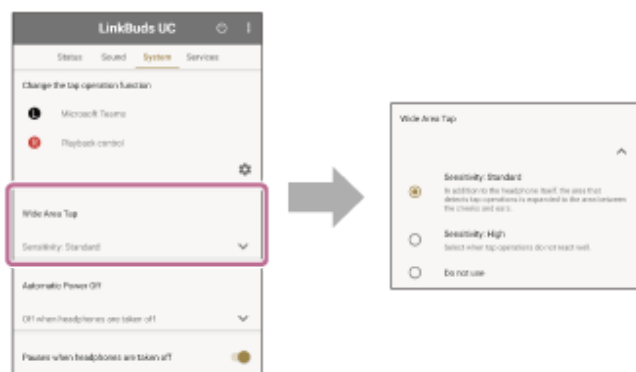 LinkBuds UC
Status Sound System Services
Change the tap operation function
L Microsoft Teams
R Playback control
Wide Area Tap
Sensitivity: Standard
Automatic Power Off
Off when headphones are taken off
Pauses when headphones are taken off
Wide Area Tap
Sensitivity: Standard
In addition to the headphone itself, the area that
detects tap operations is expanded to the area between
the cheeks and ears.
Sensitivity: High
Select when tap operations do not react well.
Do not use